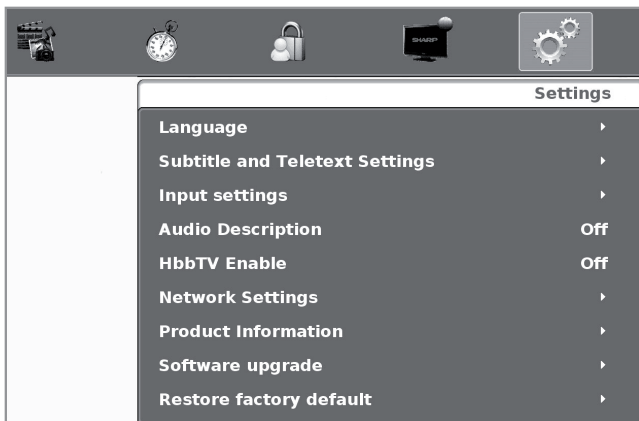 SHARP
Settings
Language
Subtitle and Teletext Settings
Input settings
Audio Description Off
HbbTV Enable Off
Network Settings
Product Information
Software upgrade
Restore factory default